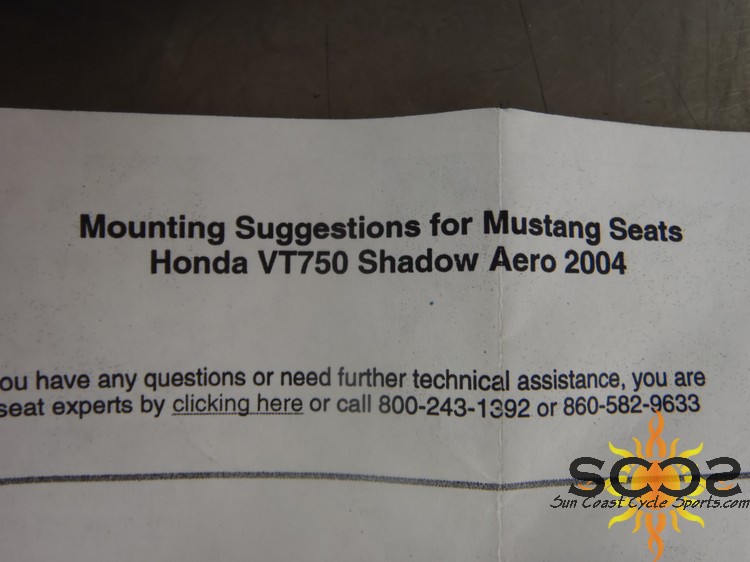 Mounting Suggestions for Mustang Seats
Honda VT750 Shadow Aero 2004
ou have any questions or need further technical assistance, you are
seat experts by clicking here or call 800-243-1392 or 860-582-9633
SCCS
Sun Coast Cycle Sports.com